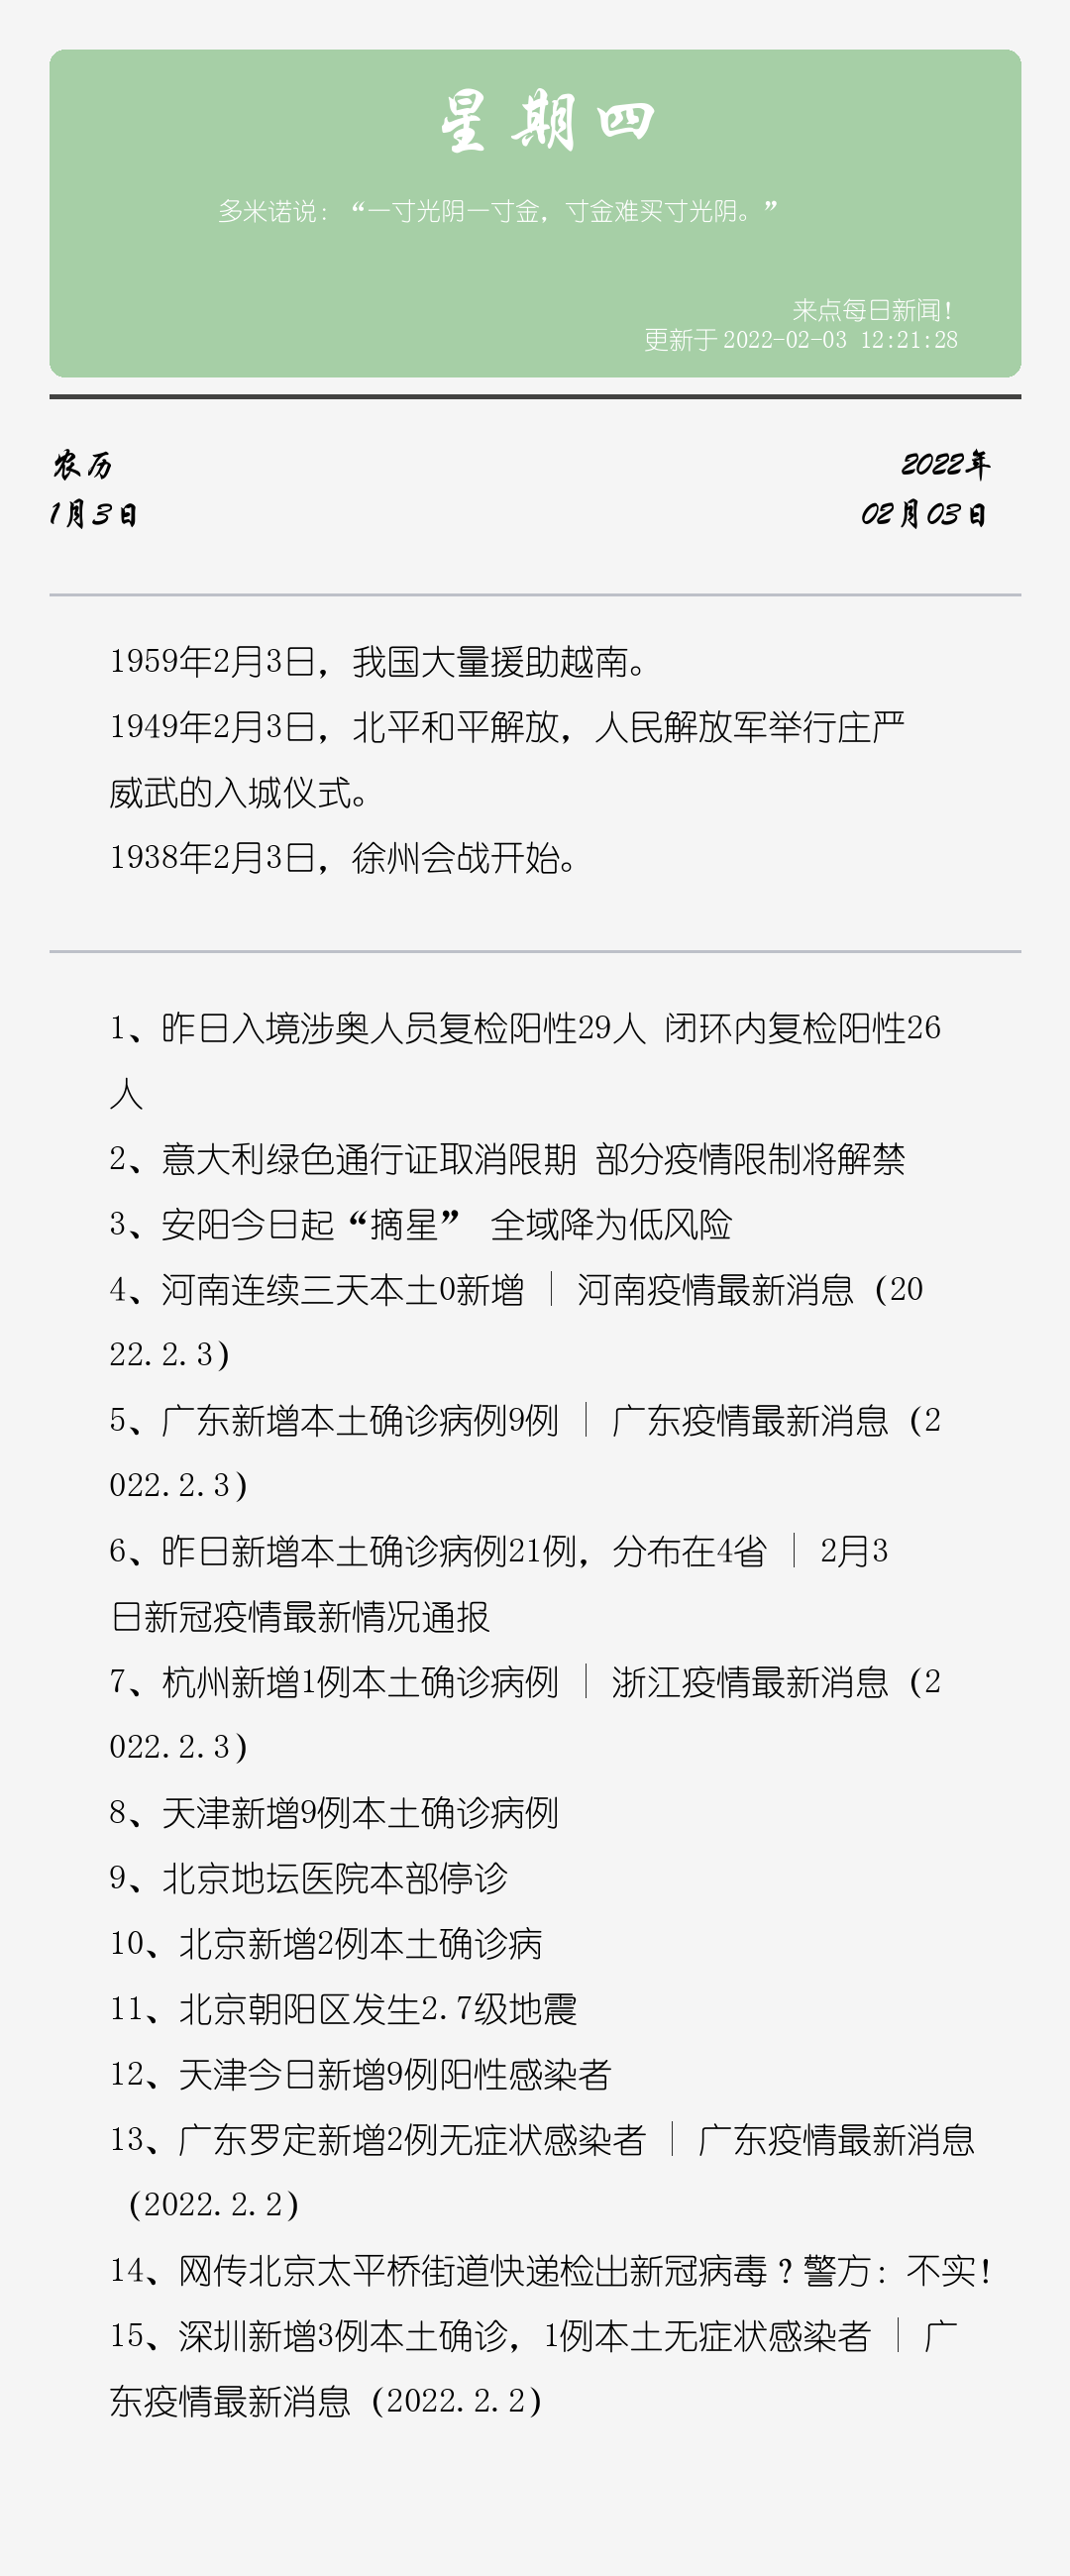 星期四
多米诺说：“一寸光阴一寸金，寸金难买寸光阴。”
来点每日新闻！
更新于 2022-02-03 12:21:28
农历
2022年
1月3日
02月03日
1959年2月3日，我国大量援助越南。
1949年2月3日，北平和平解放，人民解放军举行庄严
威武的入城仪式。
1938年2月3日，徐州会战开始。
1、昨日入境涉奥人员复检阳性29人 闭环内复检阳性26
人
2、意大利绿色通行证取消限期 部分疫情限制将解禁
3、安阳今日起“摘星” 全域降为低风险
4、河南连续三天本土0新增 | 河南疫情最新消息（20
22.2.3）
5、广东新增本土确诊病例9例 | 广东疫情最新消息（2
022.2.3）
6、昨日新增本土确诊病例21例，分布在4省 | 2月3
日新冠疫情最新情况通报
7、杭州新增1例本土确诊病例 | 浙江疫情最新消息（2
022.2.3）
8、天津新增9例本土确诊病例
9、北京地坛医院本部停诊
10、北京新增2例本土确诊病
11、北京朝阳区发生2.7级地震
12、天津今日新增9例阳性感染者
13、广东罗定新增2例无症状感染者 | 广东疫情最新消息
（2022.2.2）
14、网传北京太平桥街道快递检出新冠病毒？警方：不实！
15、深圳新增3例本土确诊，1例本土无症状感染者 | 广
东疫情最新消息（2022.2.2）